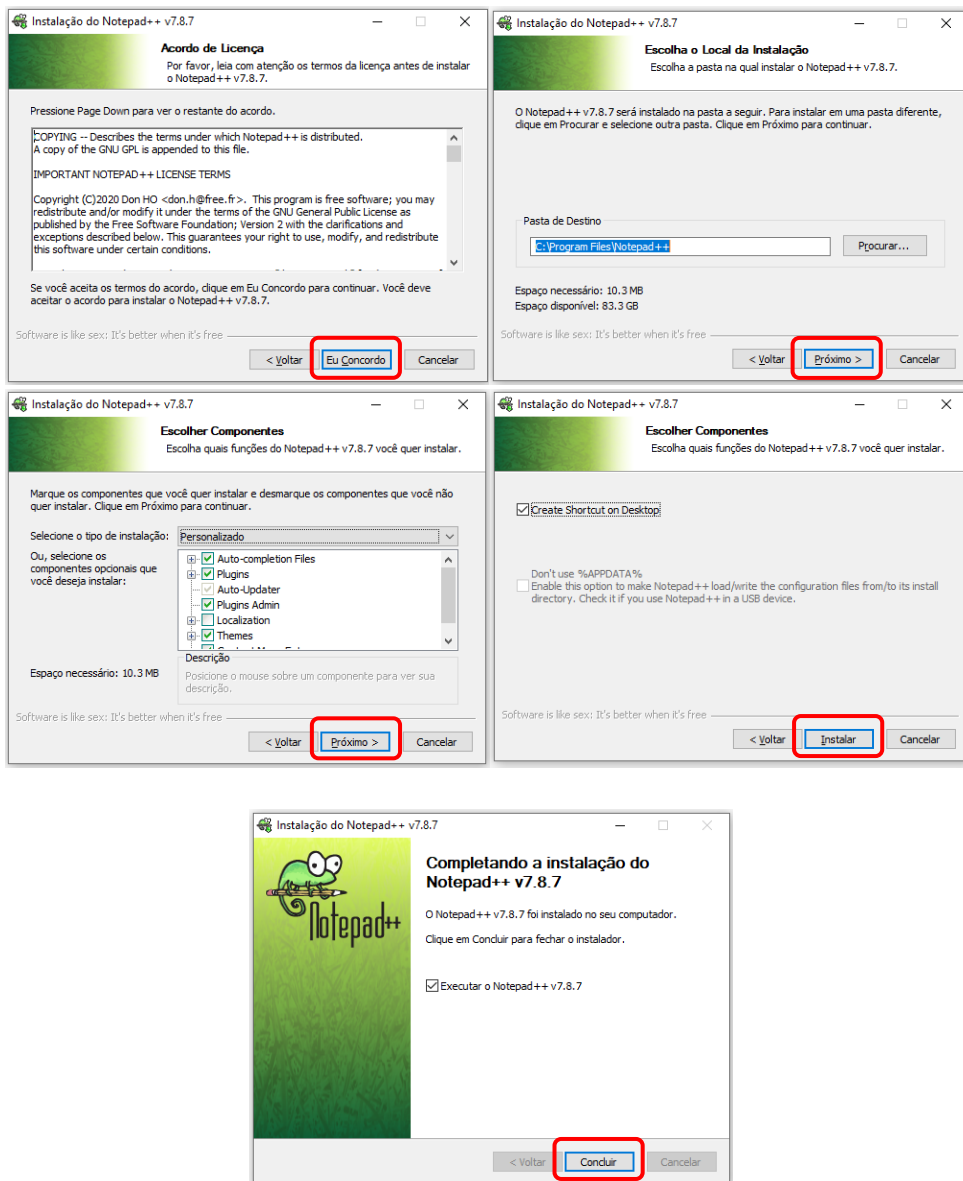 Instalação do Notepad++ v7.8.7
Acordo de Licença
Por favor, leia com atenção os termos da licença antes de instalar
o Notepad++ v7.8.7.
Pressione Page Down para ver o restante do acordo.
COPYING -- Describes the terms under which Notepad++ is distributed.
A copy of the GNU GPL is appended to this file.
IMPORTANT NOTEPAD++ LICENSE TERMS
Copyright (C)2020 Don HO <don.h@free.fr>. This program is free software; you may
redistribute and/or modify it under the terms of the GNU General Public License as
published by the Free Software Foundation; Version 2 with the clarifications and
exceptions described below. This guarantees your right to use, modify, and redistribute
this software under certain conditions.
Se você aceita os termos do acordo, clique em Eu Concordo para continuar. Você deve
aceitar o acordo para instalar o Notepad++ v7.8.7.
Software is like sex: It's better when it's free
< Voltar Eu Concordo Cancelar
Instalação do Notepad++ v7.8.7
Escolha o Local da Instalação
Escolha a pasta na qual instalar o Notepad++ v7.8.7.
O Notepad++ v7.8.7 será instalado na pasta a seguir. Para instalar em uma pasta diferente,
clique em Procurar e selecione outra pasta. Clique em Próximo para continuar.
Pasta de Destino
C:\Program Files\Notepad++ Procurar...
Espaço necessário: 10.3 MB
Espaço disponível: 83.3 GB
Software is like sex: It's better when it's free
< Voltar Próximo > Cancelar
Instalação do Notepad++ v7.8.7
Escolher Componentes
Escolha quais funções do Notepad++ v7.8.7 você quer instalar.
Marque os componentes que você quer instalar e desmarque os componentes que você não
quer instalar. Clique em Próximo para continuar.
Selecione o tipo de instalação: Personalizado
Ou, selecione os
componentes opcionais que
você deseja instalar:
Auto-completion Files
Plugins
Auto-Updater
Plugins Admin
Localization
Themes
Espaço necessário: 10.3 MB
Descrição
Posicione o mouse sobre um componente para ver sua
descrição.
Software is like sex: It's better when it's free
< Voltar Próximo > Cancelar
Instalação do Notepad++ v7.8.7
Escolher Componentes
Escolha quais funções do Notepad++ v7.8.7 você quer instalar.
Create Shortcut on Desktop
Don't use %APPDATA%
Enable this option to make Notepad++ load/write the configuration files from/to its install
directory. Check it if you use Notepad++ in a USB device.
Software is like sex: It's better when it's free
< Voltar Instalar Cancelar
Instalação do Notepad++ v7.8.7
Notepad++
Completando a instalação do
Notepad++ v7.8.7
O Notepad++ v7.8.7 foi instalado no seu computador.
Clique em Concluir para fechar o instalador.
Executar o Notepad++ v7.8.7
< Voltar Concluir Cancelar